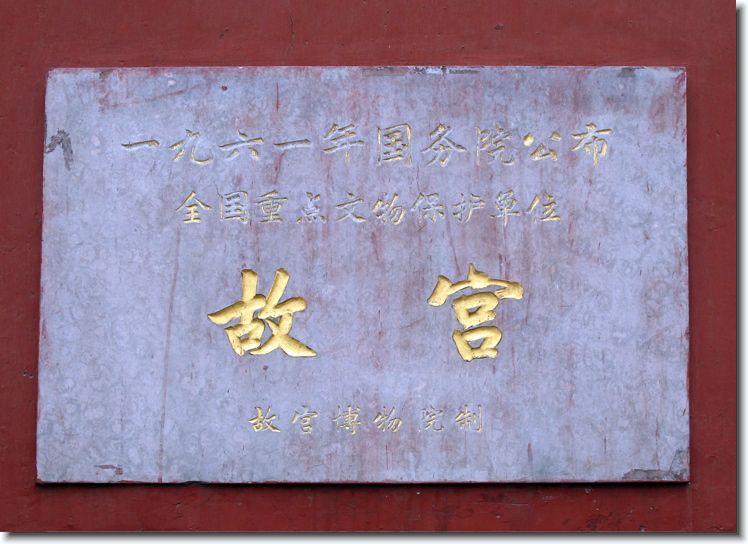 一九六一年国务院公布
全国重点文物保护单位
故宫
故宫博物院制